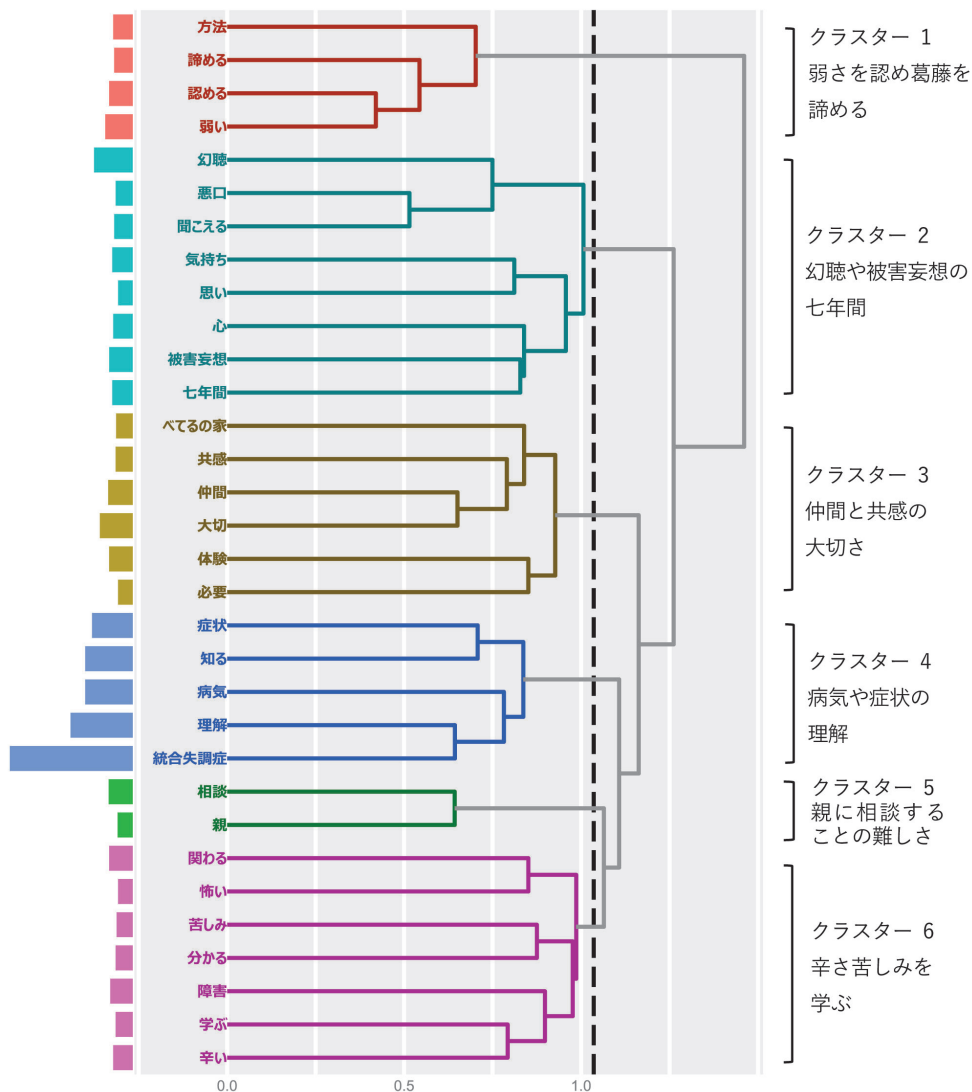 方法
諦める
認める
弱い
幻聴
悪口
聞こえる
気持ち
思い
心
被害妄想
七年間
べてるの家
共感
仲間
大切
体験
必要
症状
知る
病気
理解
統合失調症
相談
親
関わる
怖い
苦しみ
分かる
障害
学ぶ
辛い
0.0 0.5 1.0
クラスター 1
弱さを認め葛藤を
諦める
クラスター 2
幻聴や被害妄想の
七年間
クラスター 3
仲間と共感の
大切さ
クラスター 4
病気や症状の
理解
クラスター 5
親に相談する
ことの難しさ
クラスター 6
辛さ苦しみを
学ぶ